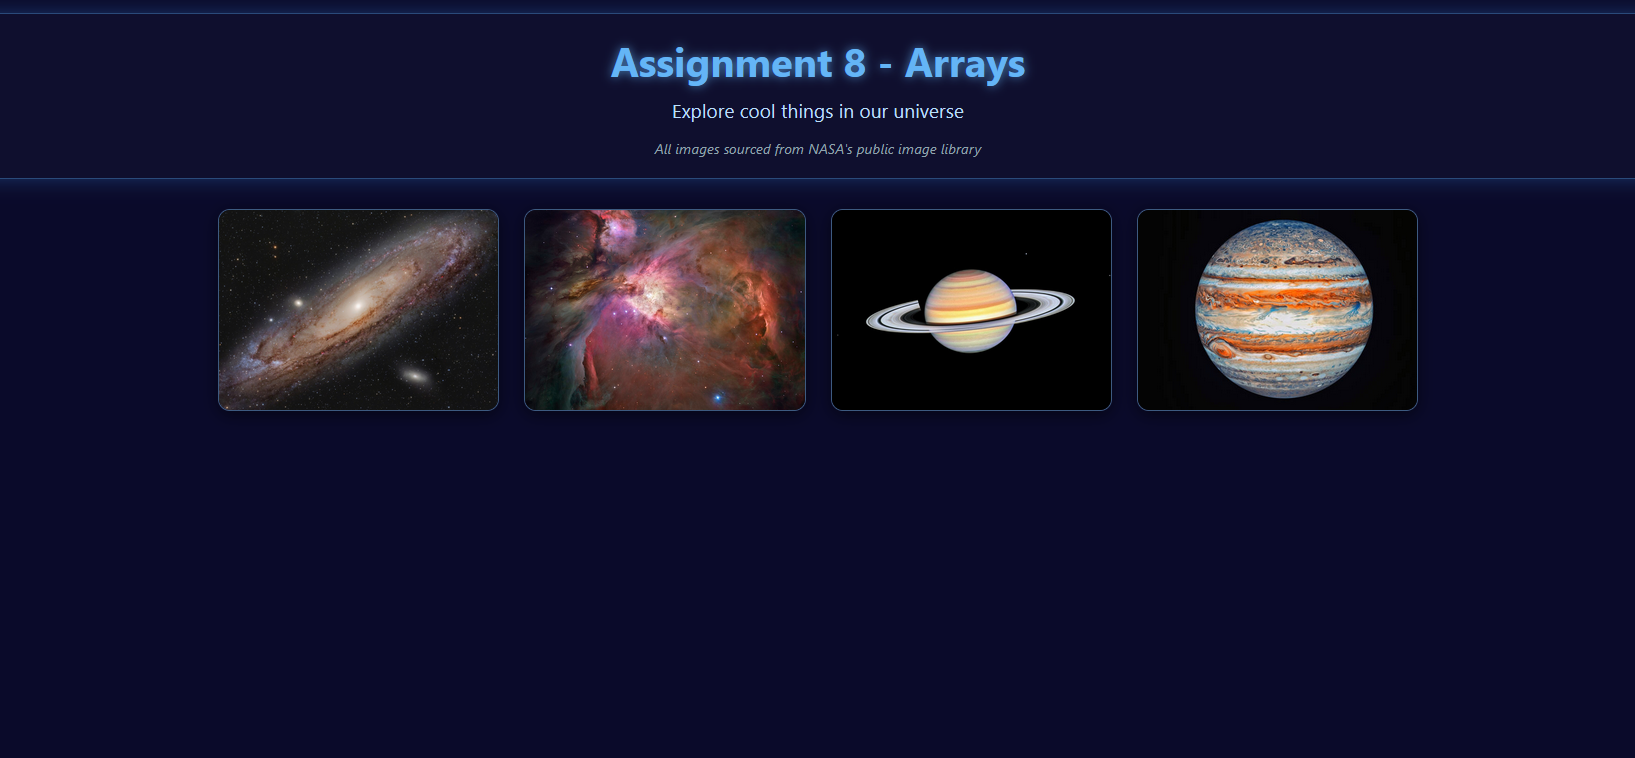 Assignment 8 - Arrays
Explore cool things in our universe
All images sourced from NASA's public image library